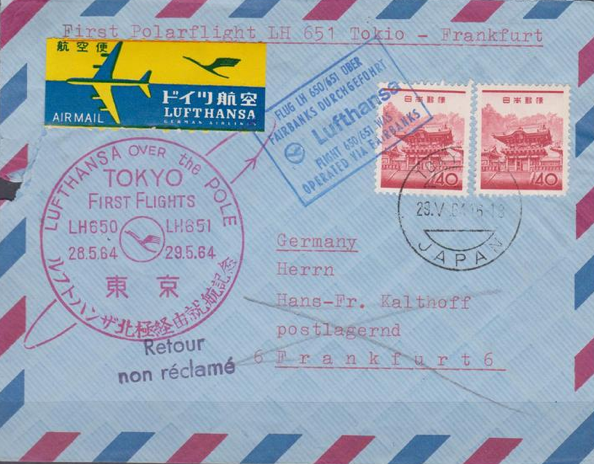 First Polarflight LH 651 Tokio - Frankfurt
航空便
ドイツ航空
AIRMAIL LUFTHANSA
GERMAN AIRLINES
FLUG LH 650/651 ÜBER
FAIRBANKS DURCHGEFÜHRT
Lufthansa
FLIGHT 650/651 WAS
OPERATED VIA FAIRBANKS
日本郵便
40
日本郵便
40
JAPAN
LUFTHANSA OVER the POLE
TOKYO
FIRST FLIGHTS
LH650 LH651
28.5.64 29.5.64
東京
ルフトハンザ北極経由就航記念
Germany
Herrn
Hans-Fr. Kalthoff
postlagernd
6 Frankfurt 6
Retour
non réclamé